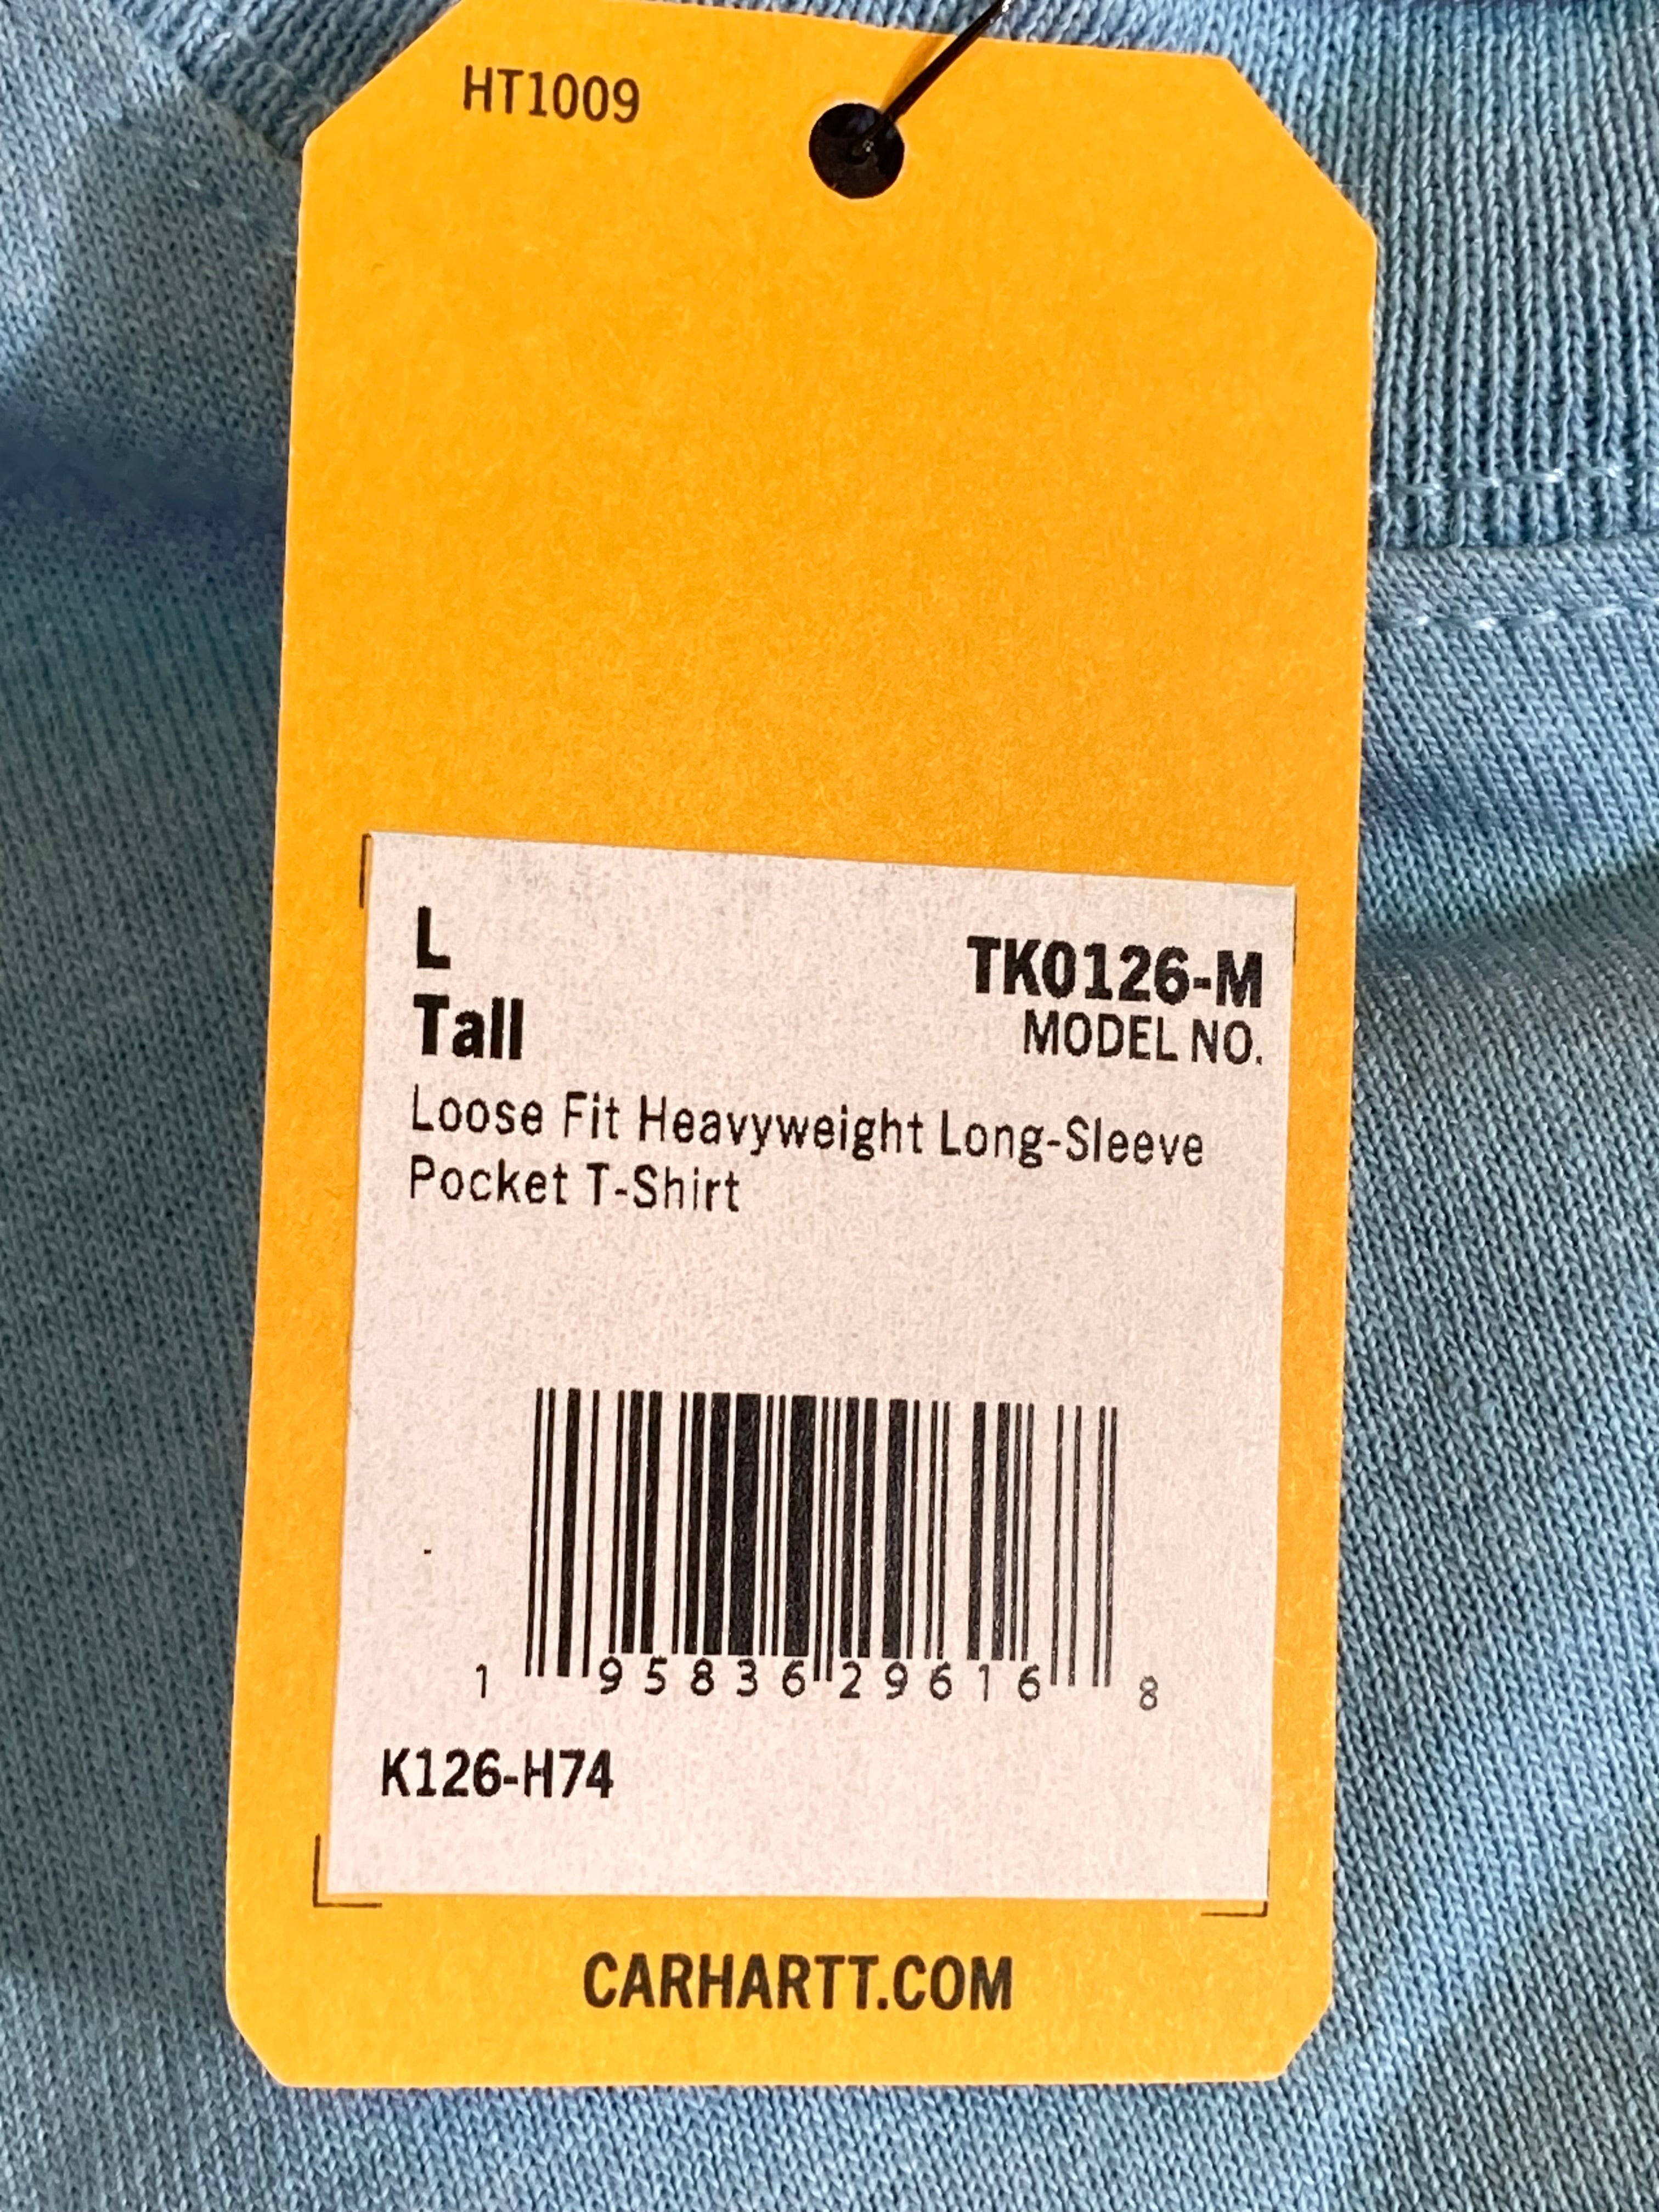 HT1009
L
Tall
TK0126-M
MODEL NO.
Loose Fit Heavyweight Long-Sleeve
Pocket T-Shirt
1 95836 29616 8
K126-H74
CARHARTT.COM